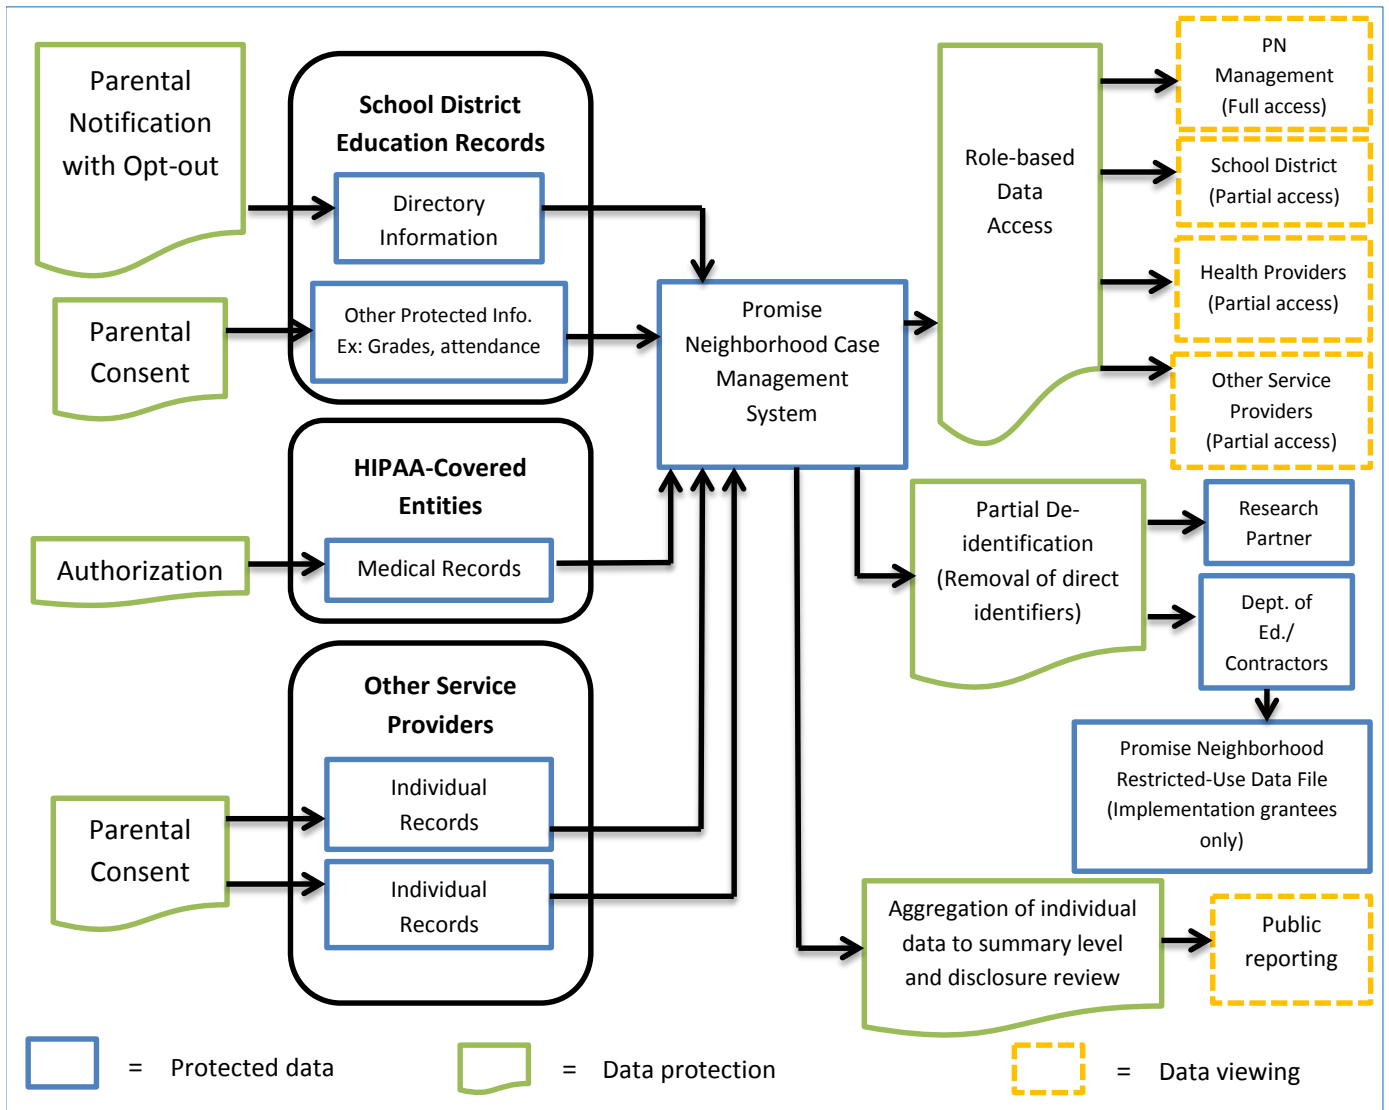 Parental
Notification
with Opt-out
School District
Education Records
Directory
Information
Parental
Consent
Other Protected Info.
Ex: Grades, attendance
HIPAA-Covered
Entities
Authorization
Medical Records
Other Service
Providers
Parental
Consent
Individual
Records
Individual
Records
Promise
Neighborhood Case
Management
System
Role-based
Data
Access
PN
Management
(Full access)
School District
(Partial access)
Health Providers
(Partial access)
Other Service
Providers
(Partial access)
Partial De-
identification
(Removal of direct
identifiers)
Research
Partner
Dept. of
Ed./
Contractors
Promise Neighborhood
Restricted-Use Data File
(Implementation grantees
only)
Aggregation of individual
data to summary level
and disclosure review
Public
reporting
= Protected data
= Data protection
= Data viewing